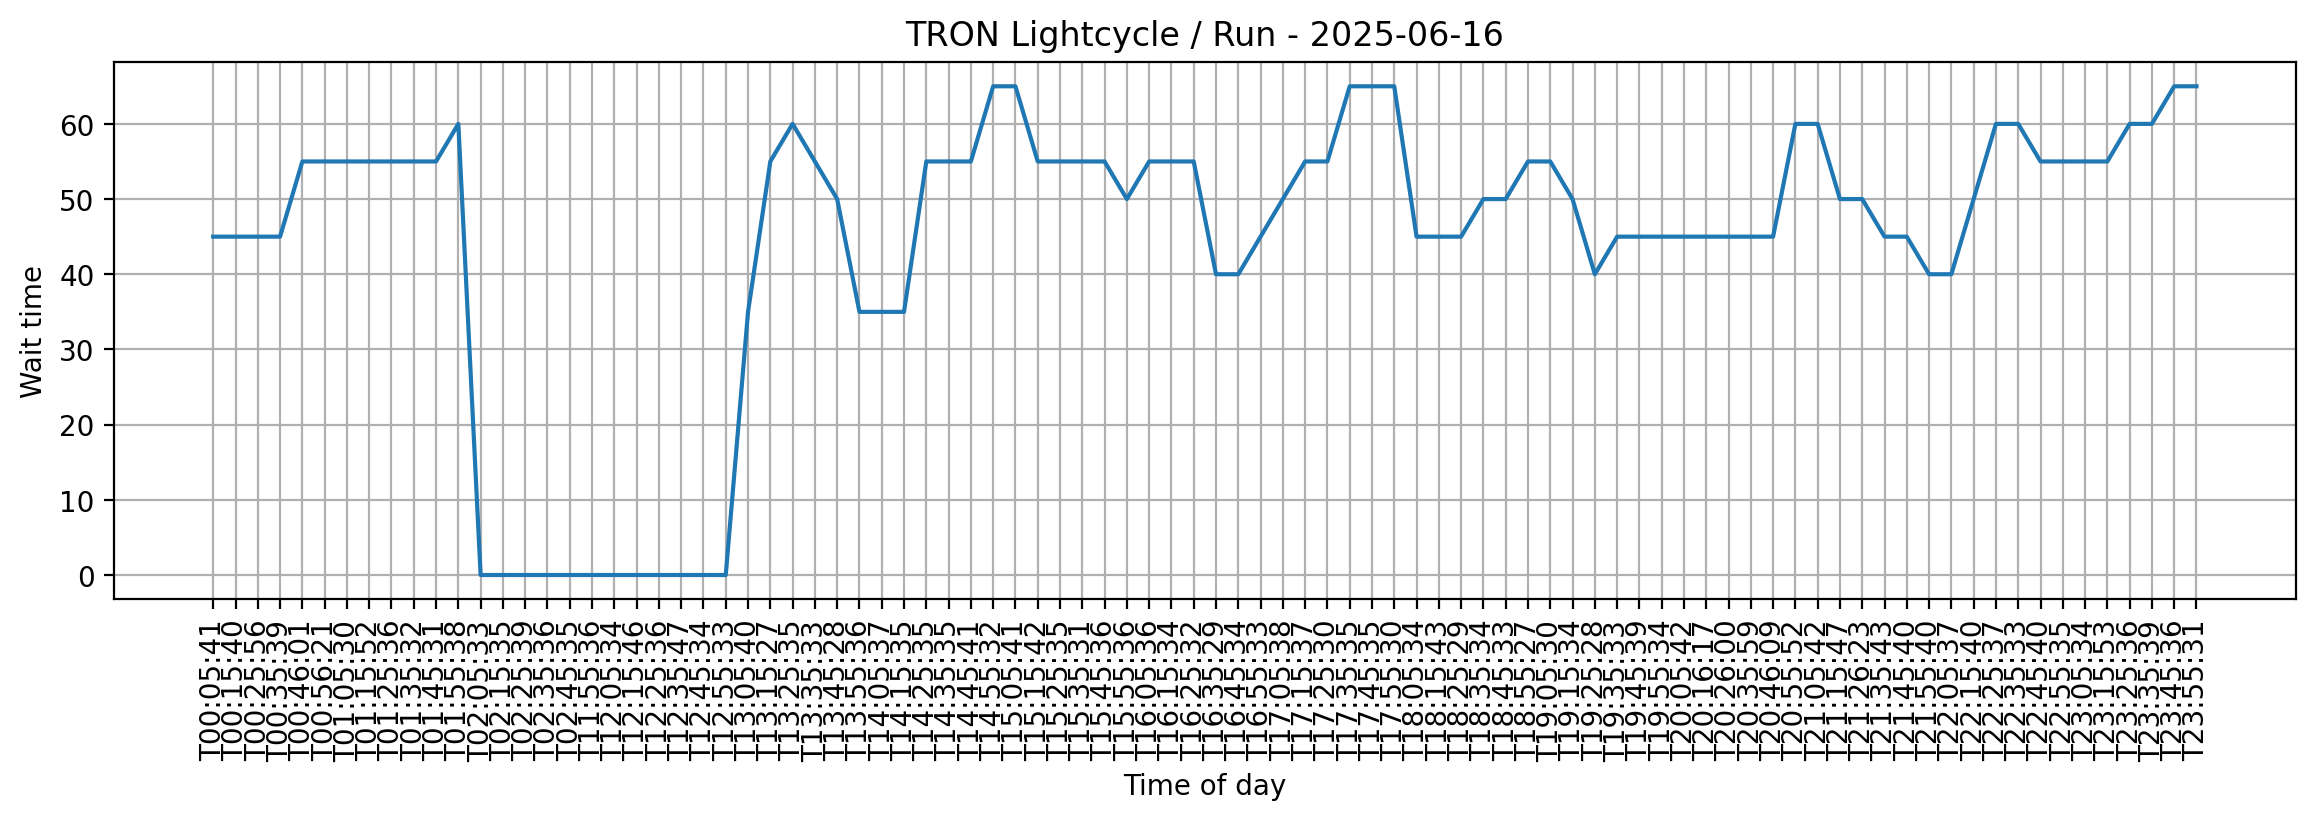 TRON Lightcycle / Run - 2025-06-16
Wait time
60
50
40
30
20
10
0
T00:05:41
T00:15:40
T00:25:56
T00:35:39
T00:46:01
T00:56:21
T01:05:30
T01:15:52
T01:25:36
T01:35:32
T01:45:31
T01:55:38
T02:05:33
T02:15:35
T02:25:39
T02:35:36
T02:45:35
T11:55:36
T12:05:34
T12:15:46
T12:25:36
T12:35:47
T12:45:34
T12:55:33
T13:05:40
T13:15:27
T13:25:35
T13:35:33
T13:45:28
T13:55:36
T14:05:37
T14:15:35
T14:25:35
T14:35:35
T14:45:41
T14:55:32
T15:05:41
T15:15:42
T15:25:35
T15:35:31
T15:45:36
T15:55:36
T16:05:36
T16:15:34
T16:25:32
T16:35:29
T16:45:34
T16:55:33
T17:05:38
T17:15:37
T17:25:30
T17:35:35
T17:45:35
T17:55:30
T18:05:34
T18:15:43
T18:25:29
T18:35:34
T18:45:33
T18:55:27
T19:05:30
T19:15:34
T19:25:28
T19:35:33
T19:45:39
T19:55:34
T20:05:42
T20:16:17
T20:26:00
T20:35:59
T20:46:09
T20:55:52
T21:05:42
T21:15:47
T21:26:23
T21:35:43
T21:45:40
T21:55:40
T22:05:37
T22:15:40
T22:25:37
T22:35:33
T22:45:40
T22:55:35
T23:05:34
T23:15:53
T23:25:36
T23:35:39
T23:45:36
T23:55:31
Time of day